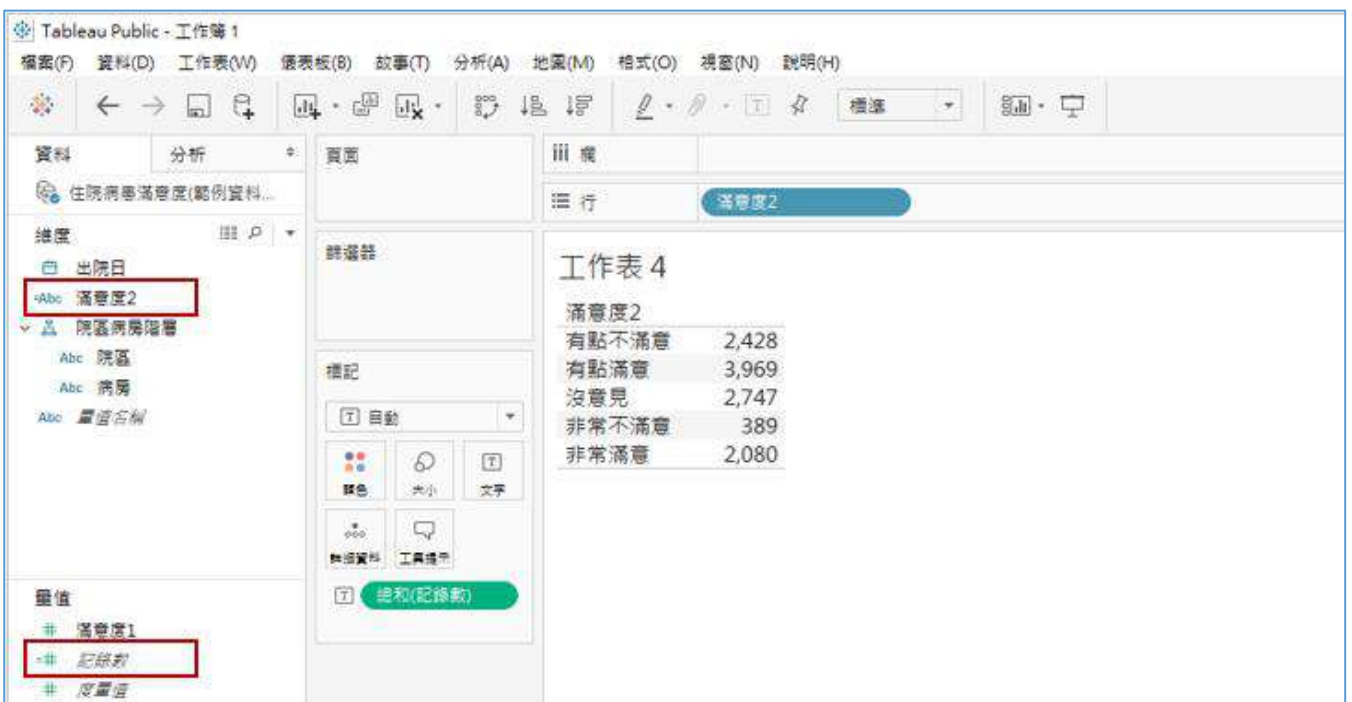 Tableau Public - 工作簿 1
檔案(F) 資料(D) 工作表(W) 儀表板(B) 故事(T) 分析(A) 地圖(M) 格式(O) 視窗(N) 說明(H)
標準
資料 分析
住院病患滿意度(範例資料...
維度
出院日
Abc 滿意度2
院區病房階層
Abc 院區
Abc 病房
Abc 量值名稱
量值
# 滿意度1
=# 記錄數
# 度量值
頁面
篩選器
標記
T 自動
顏色 大小 T 文字
詳細資料 工具提示
T 總和(記錄數)
欄
行 滿意度2
工作表 4
滿意度2
有點不滿意 2,428
有點滿意 3,969
沒意見 2,747
非常不滿意 389
非常滿意 2,080